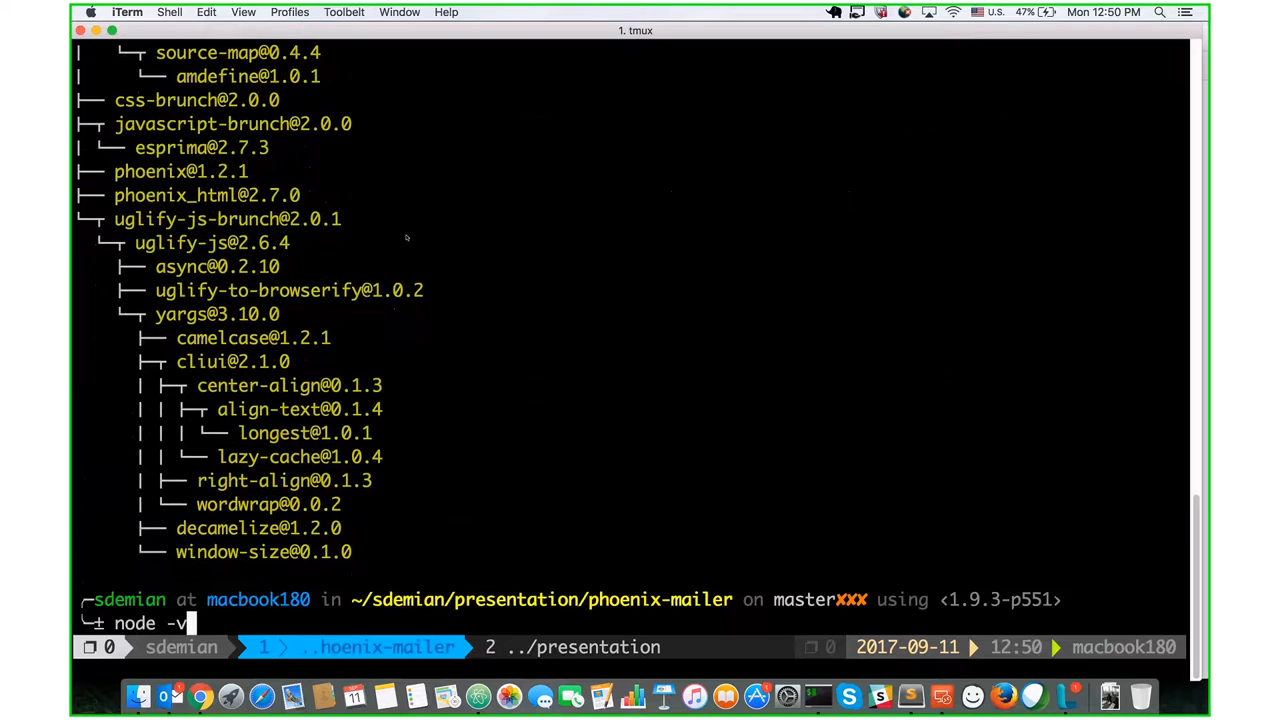 iTerm Shell Edit View Profiles Toolbelt Window Help U.S. 47% Mon 12:50 PM
1. tmux
│ └─┬ source-map@0.4.4
│ └── amdefine@1.0.1
├── css-brunch@2.0.0
├─┬ javascript-brunch@2.0.0
│ └── esprima@2.7.3
├── phoenix@1.2.1
├── phoenix_html@2.7.0
└─┬ uglify-js-brunch@2.0.1
└─┬ uglify-js@2.6.4
├── async@0.2.10
├── uglify-to-browserify@1.0.2
└─┬ yargs@3.10.0
├── camelcase@1.2.1
├─┬ cliui@2.1.0
│ ├─┬ center-align@0.1.3
│ │ ├─┬ align-text@0.1.4
│ │ │ └── longest@1.0.1
│ │ └── lazy-cache@1.0.4
│ ├── right-align@0.1.3
│ └── wordwrap@0.0.2
├── decamelize@1.2.0
└── window-size@0.1.0
╭─sdemian at macbook180 in ~/sdemian/presentation/phoenix-mailer on master✘✘✘ using ‹1.9.3-p551›
╰─± node -v
0 sdemian 1 ..hoenix-mailer 2 ../presentation 0 2017-09-11 12:50 macbook180